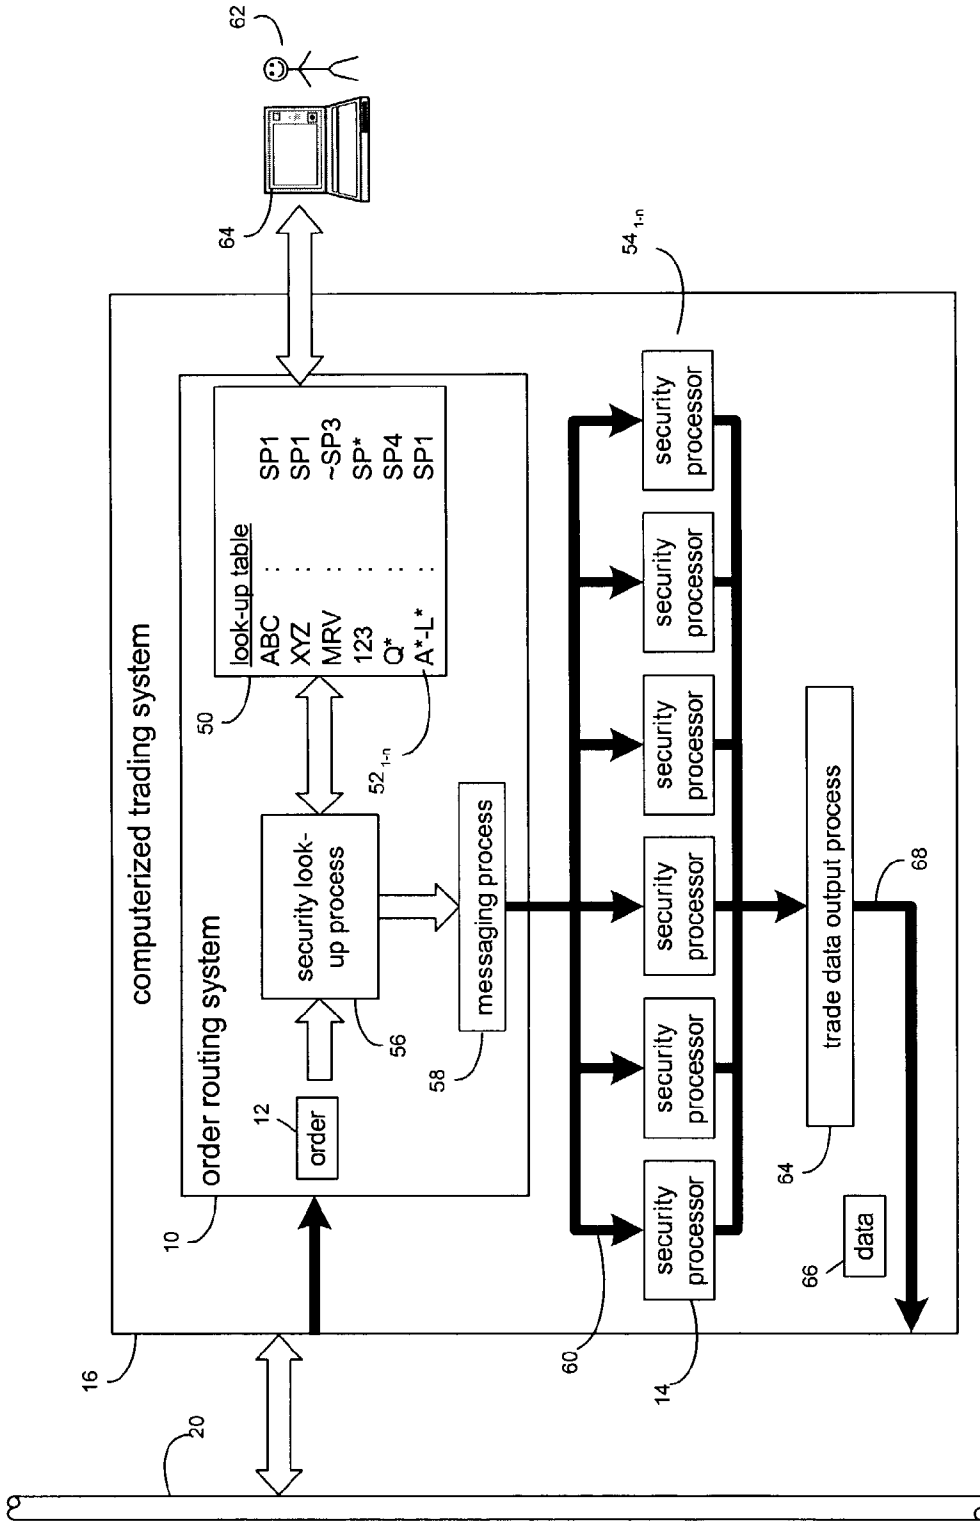 20
16
computerized trading system
10
order routing system
12
order
56
security look-
up process
50
look-up table
ABC : SP1
XYZ : SP1
MRV : ~SP3
123 : SP*
Q* : SP4
A*-L* : SP1
52 1-n
64
62
58
messaging process
60
14
security
processor
security
processor
security
processor
security
processor
security
processor
security
processor
54 1-n
64
trade data output process
66
data
68